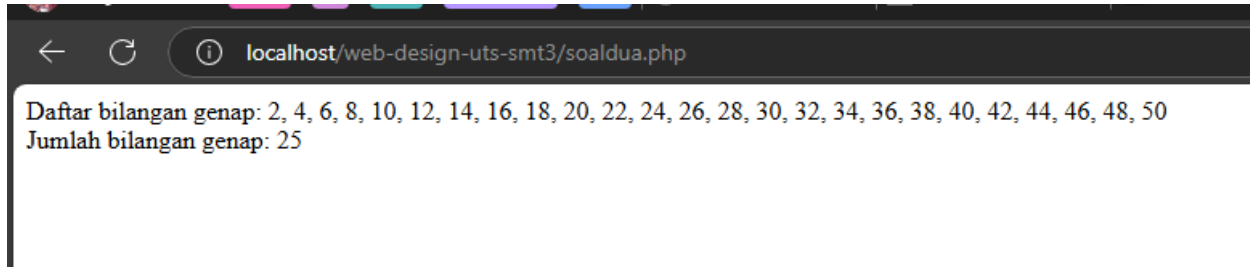 localhost/web-design-uts-smt3/soaldua.php
Daftar bilangan genap: 2, 4, 6, 8, 10, 12, 14, 16, 18, 20, 22, 24, 26, 28, 30, 32, 34, 36, 38, 40, 42, 44, 46, 48, 50
Jumlah bilangan genap: 25